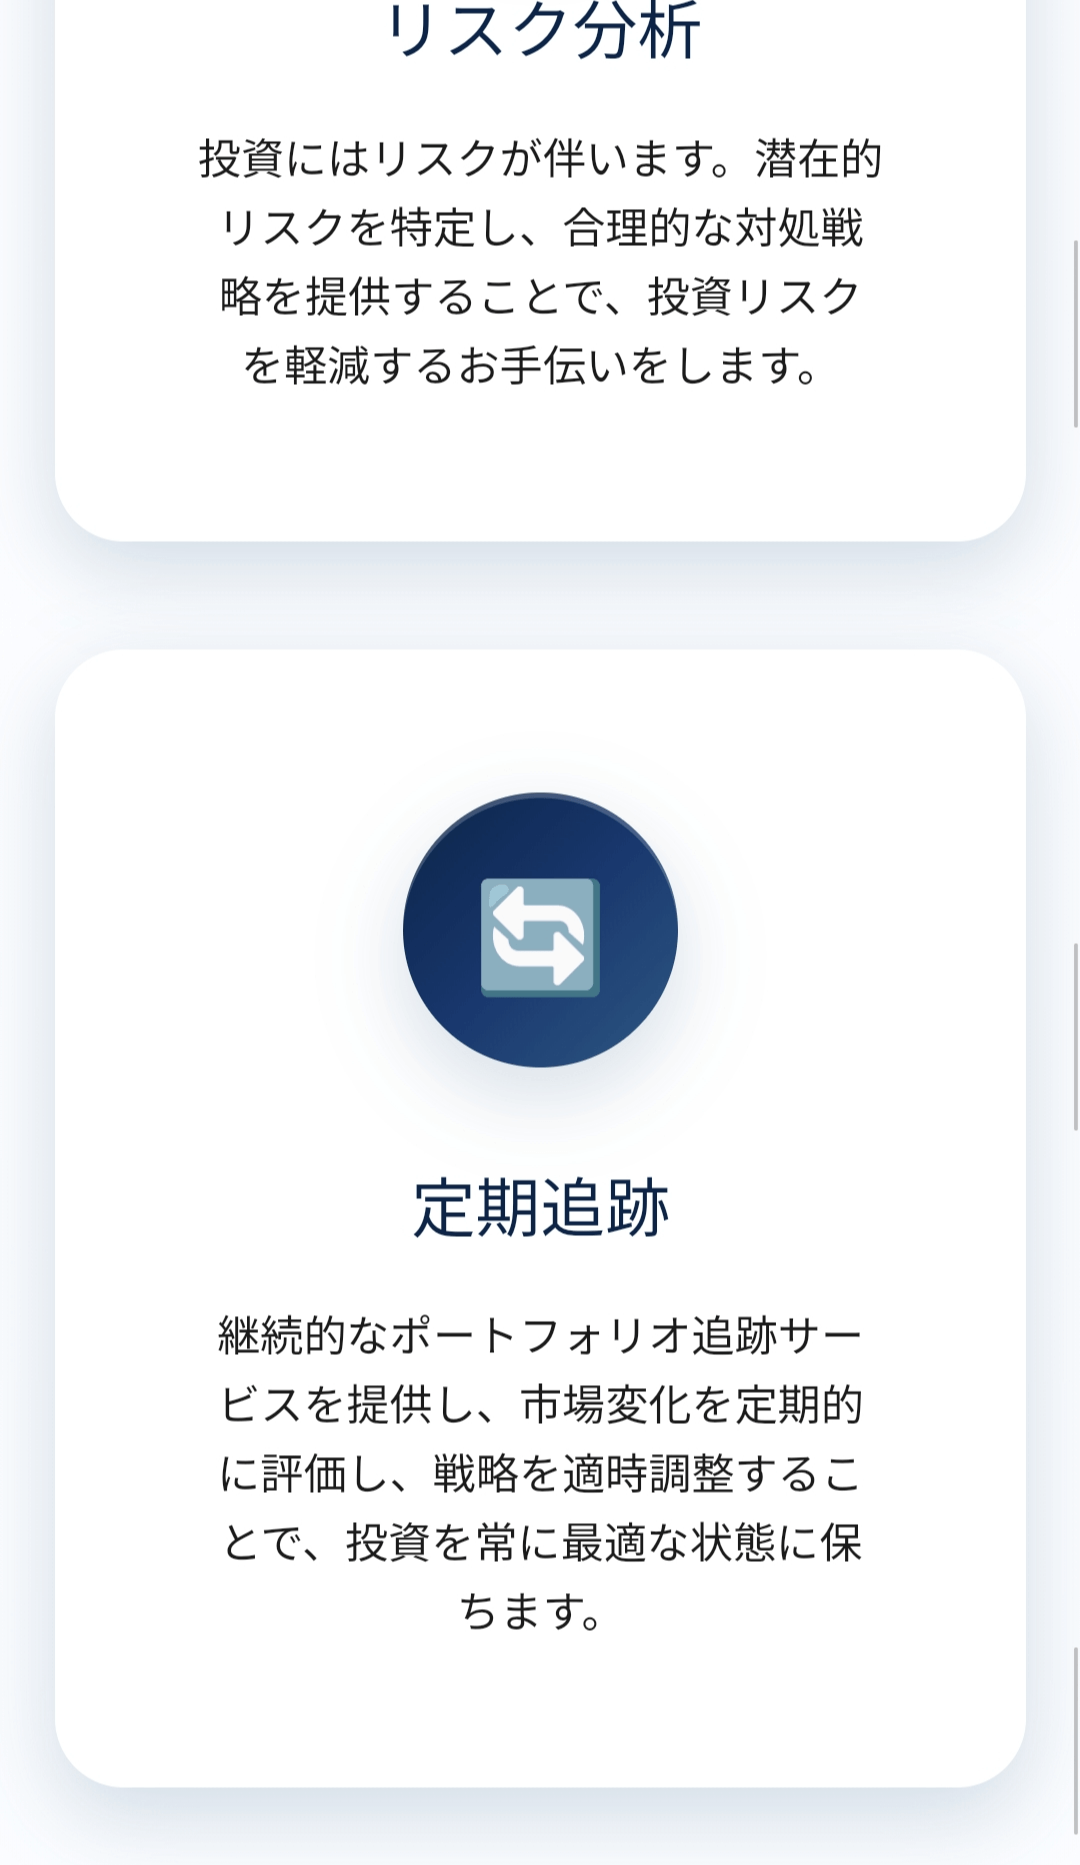 リスク分析
投資にはリスクが伴います。潜在的
リスクを特定し、合理的な対処戦
略を提供することで、投資リスク
を軽減するお手伝いをします。
定期追跡
継続的なポートフォリオ追跡サー
ビスを提供し、市場変化を定期的
に評価し、戦略を適時調整するこ
とで、投資を常に最適な状態に保
ちます。